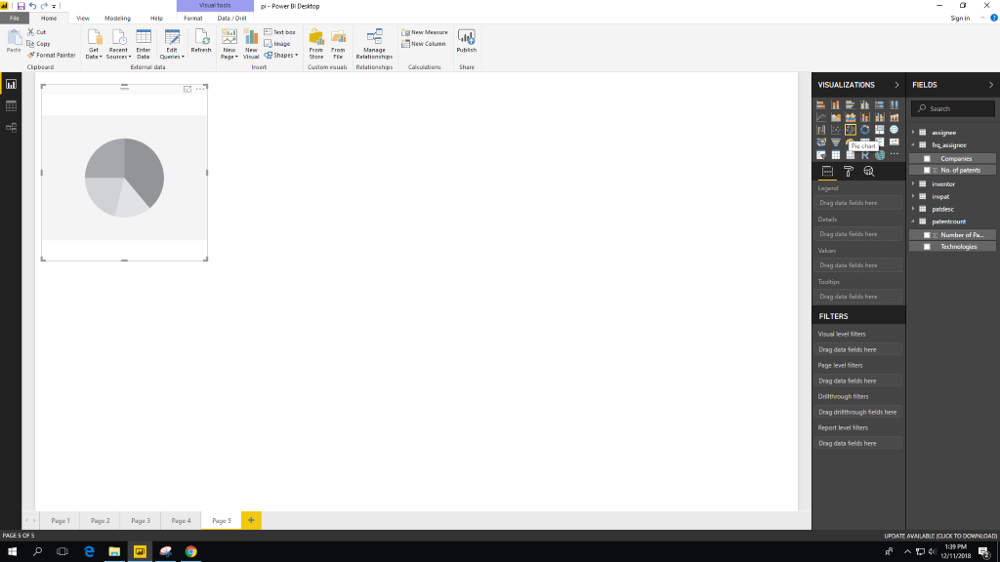 Visual tools
pi - Power BI Desktop
File Home View Modeling Help Format Data / Drill
Sign in
Paste
Cut
Copy
Format Painter
Clipboard
Get Data
Recent Sources
Enter Data
Edit Queries
External data
Refresh
New Page
New Visual
Text box
Image
Shapes
Insert
From Store
From File
Custom visuals
Manage Relationships
Relationships
New Measure
New Column
Calculations
Publish
Share
VISUALIZATIONS
Pie chart
Legend
Drag data fields here
Details
Drag data fields here
Values
Drag data fields here
Tooltips
Drag data fields here
FILTERS
Visual level filters
Drag data fields here
Page level filters
Drag data fields here
Drillthrough filters
Drag drillthrough fields here
Report level filters
Drag data fields here
FIELDS
Search
assignee
frq_assignee
Companies
Σ No. of patents
inventor
invpat
patdesc
patentcount
Σ Number of Pa...
Technologies
Page 1 Page 2 Page 3 Page 4 Page 5 +
PAGE 5 OF 5
UPDATE AVAILABLE (CLICK TO DOWNLOAD)
1:39 PM
12/11/2018
2